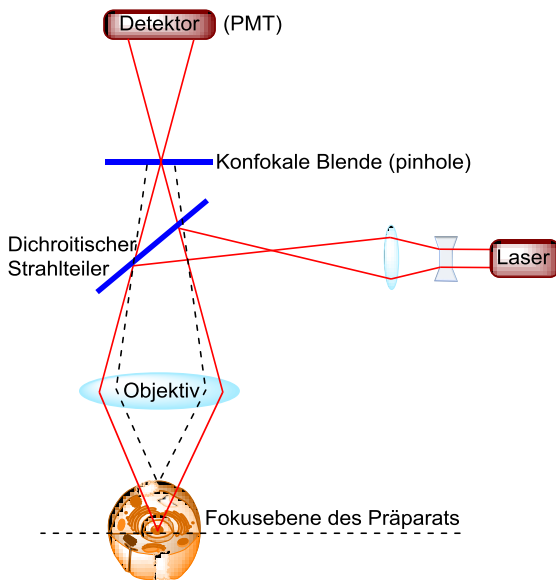 Detektor (PMT)
Konfokale Blende (pinhole)
Dichroitischer
Strahlteiler
Laser
Objektiv
Fokusebene des Präparats